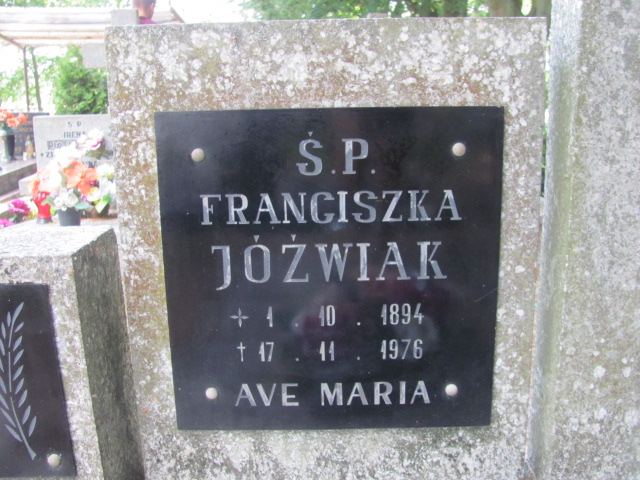 Ś.P.
FRANCISZKA
JÓŹWIAK
1 . 10 . 1894
† 17 . 11 . 1976
AVE MARIA
Ś P